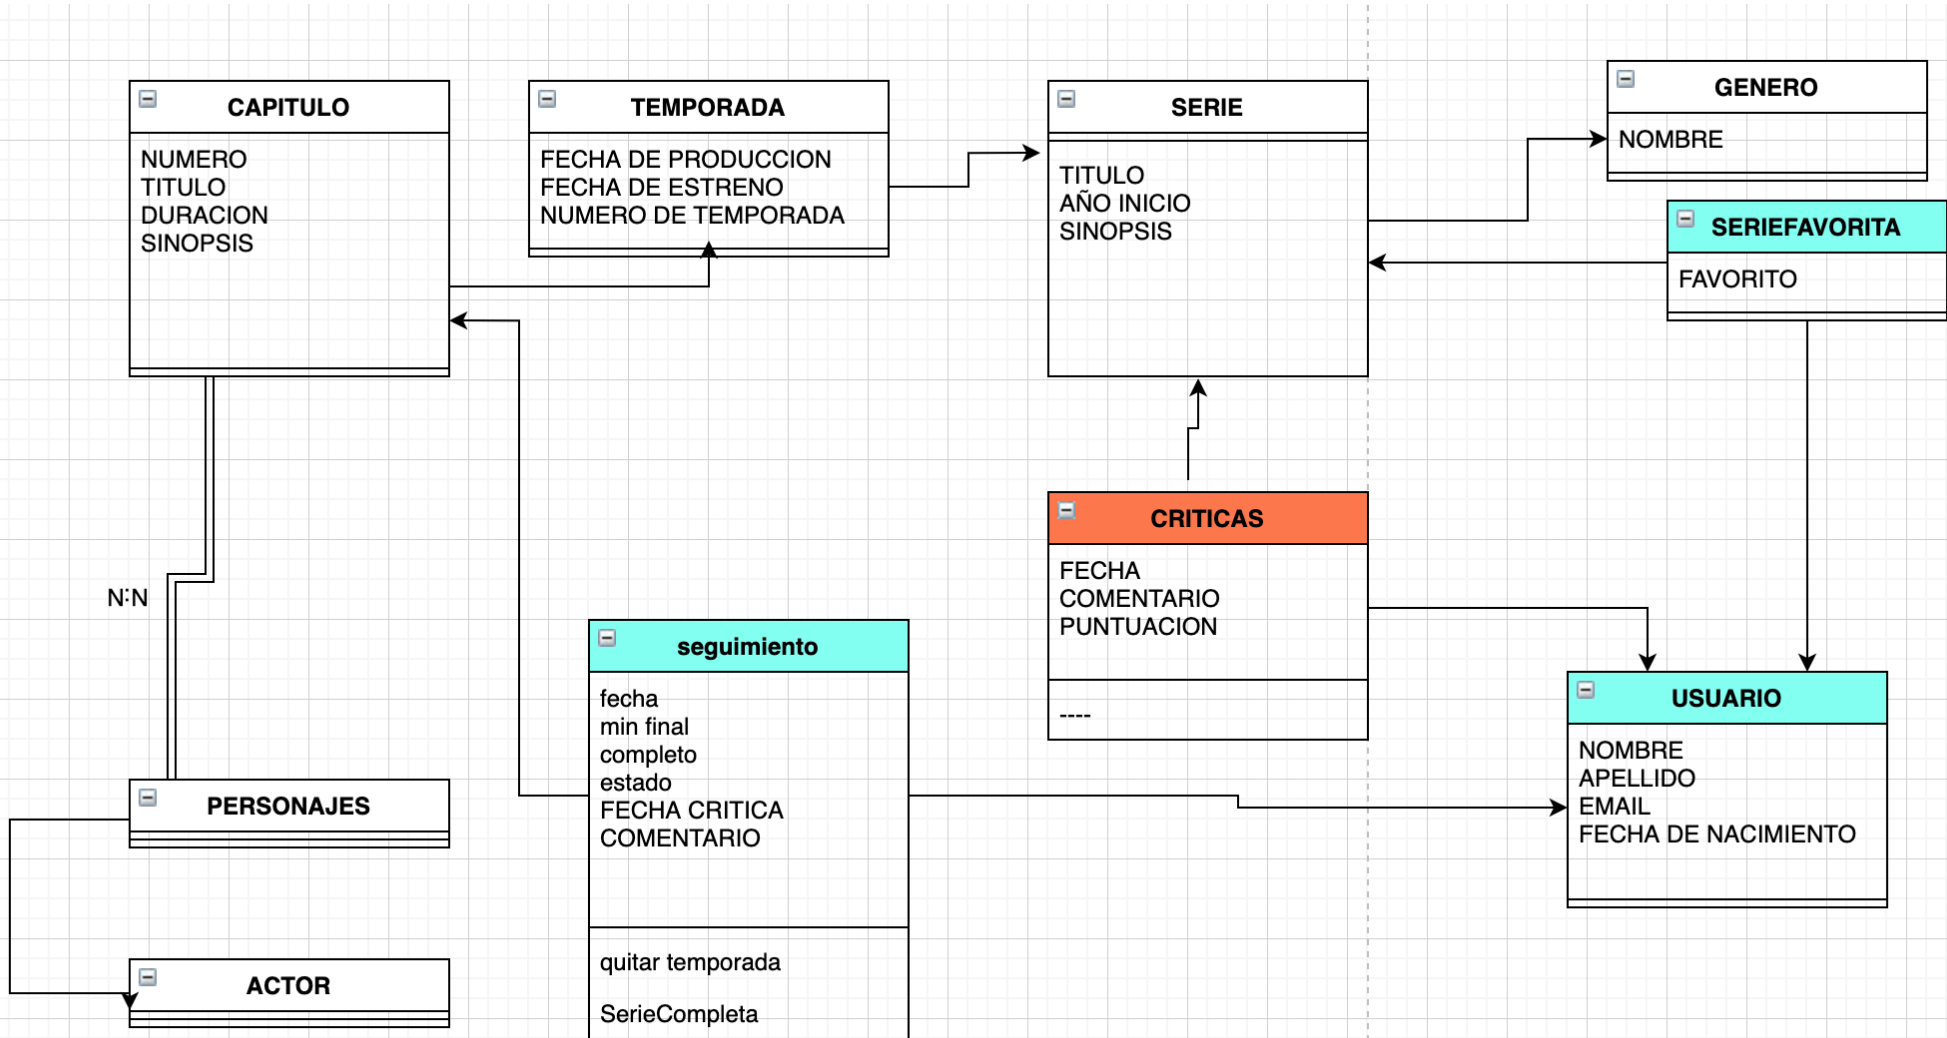 CAPITULO
NUMERO
TITULO
DURACION
SINOPSIS
TEMPORADA
FECHA DE PRODUCCION
FECHA DE ESTRENO
NUMERO DE TEMPORADA
SERIE
TITULO
AÑO INICIO
SINOPSIS
GENERO
NOMBRE
SERIEFAVORITA
FAVORITO
N:N
CRITICAS
FECHA
COMENTARIO
PUNTUACION
----
seguimiento
fecha
min final
completo
estado
FECHA CRITICA
COMENTARIO
quitar temporada
SerieCompleta
USUARIO
NOMBRE
APELLIDO
EMAIL
FECHA DE NACIMIENTO
PERSONAJES
ACTOR